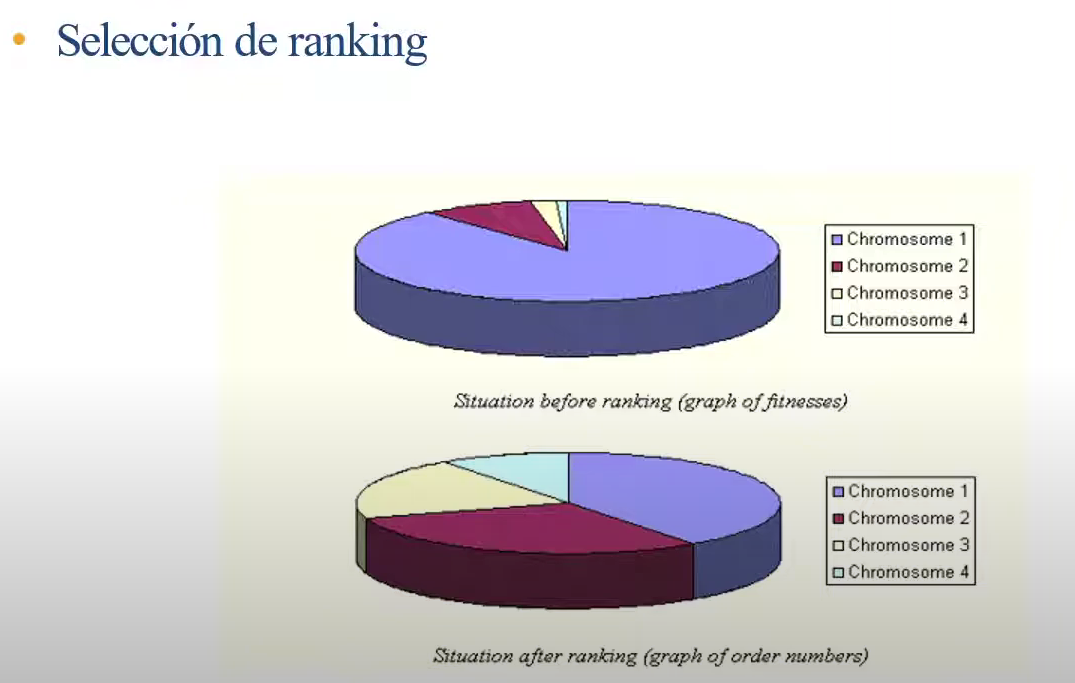 Selección de ranking
Chromosome 1
Chromosome 2
Chromosome 3
Chromosome 4
Situation before ranking (graph of fitnesses)
Chromosome 1
Chromosome 2
Chromosome 3
Chromosome 4
Situation after ranking (graph of order numbers)